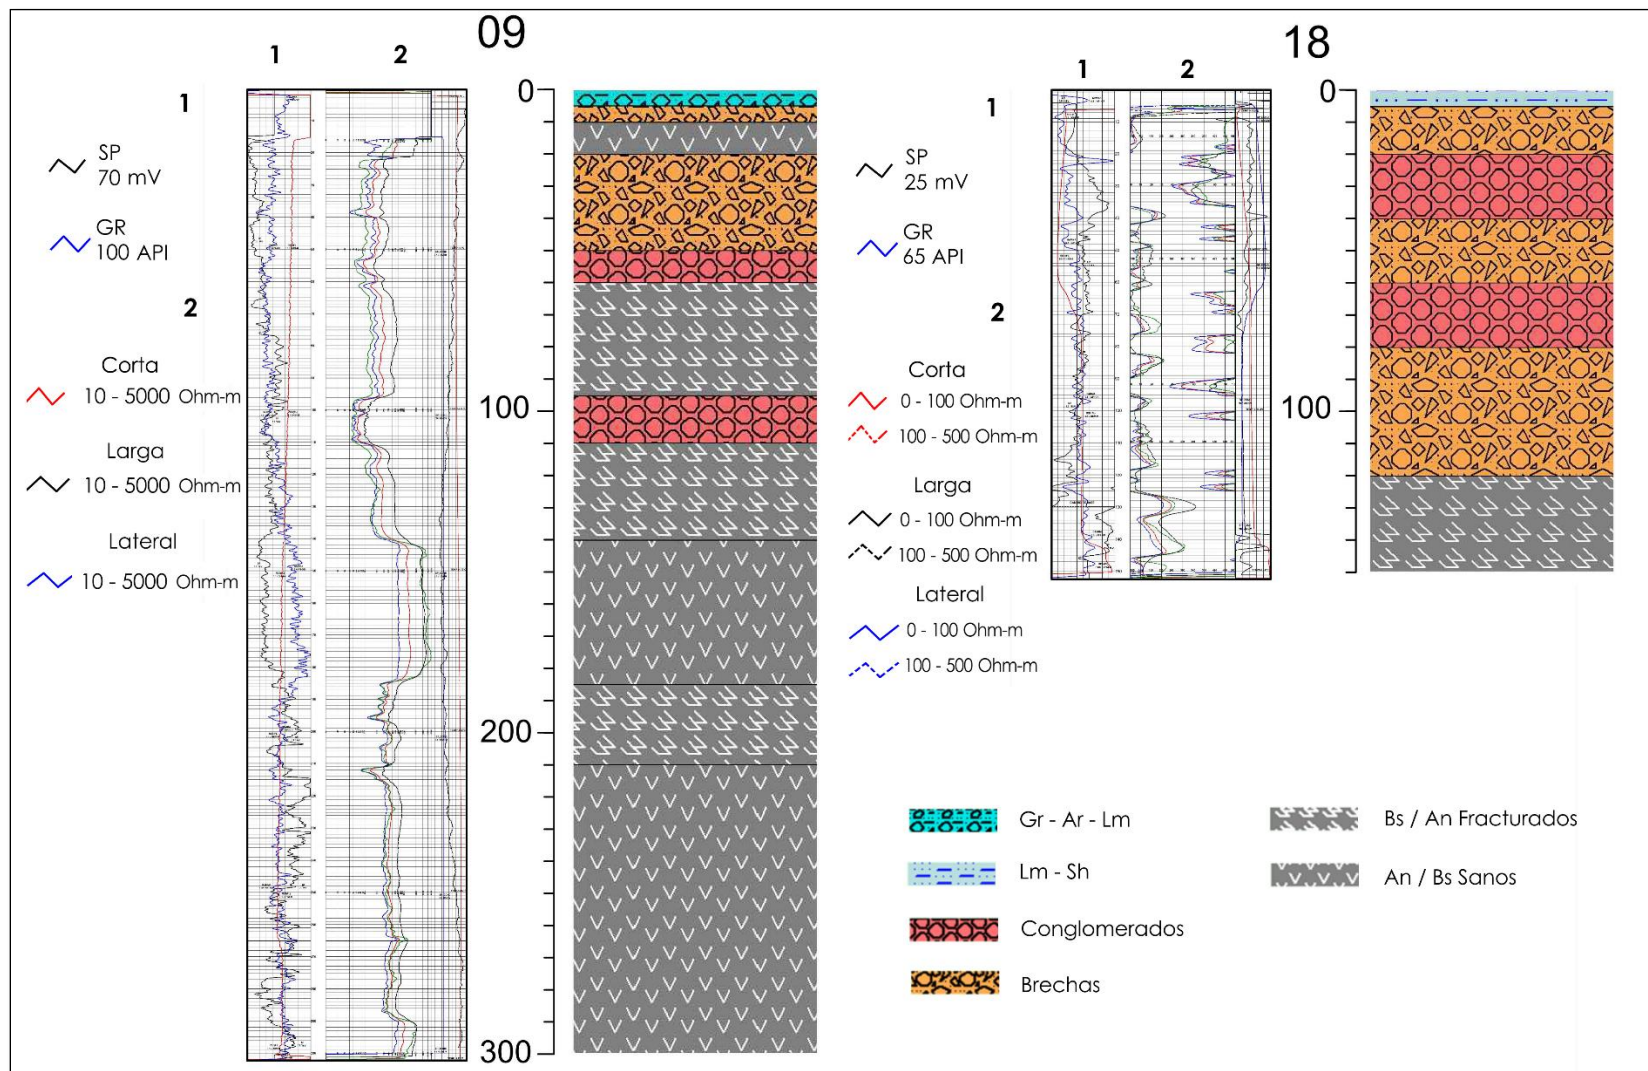 09
1
2
1
SP
70 mV
GR
100 API
2
Corta
10 - 5000 Ohm-m
Larga
10 - 5000 Ohm-m
Lateral
10 - 5000 Ohm-m
0
100
200
300
18
1
2
1
SP
25 mV
GR
65 API
2
Corta
0 - 100 Ohm-m
100 - 500 Ohm-m
Larga
0 - 100 Ohm-m
100 - 500 Ohm-m
Lateral
0 - 100 Ohm-m
100 - 500 Ohm-m
0
100
Gr - Ar - Lm
Lm - Sh
Conglomerados
Brechas
Bs / An Fracturados
An / Bs Sanos